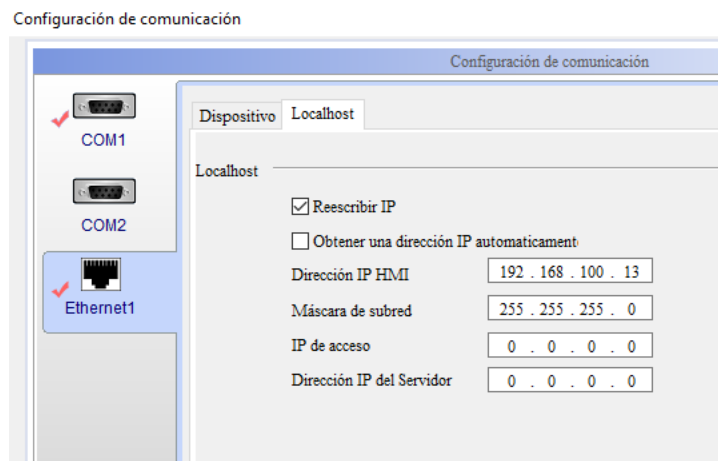 Configuración de comunicación
Configuración de comunicación
COM1
COM2
Ethernet1
Dispositivo
Localhost
Localhost
Reescribir IP
Obtener una dirección IP automaticament
Dirección IP HMI 192 . 168 . 100 . 13
Máscara de subred 255 . 255 . 255 . 0
IP de acceso 0 . 0 . 0 . 0
Dirección IP del Servidor 0 . 0 . 0 . 0